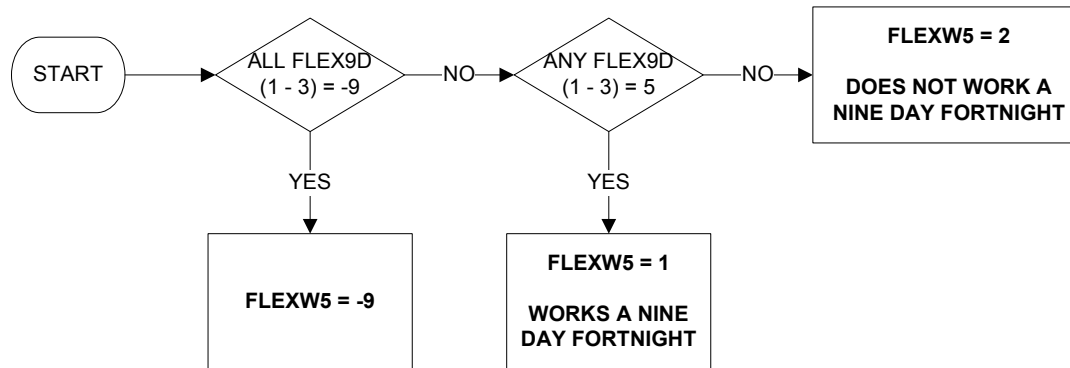 START
ALL FLEX9D
(1 - 3) = -9
NO
ANY FLEX9D
(1 - 3) = 5
NO
FLEXW5 = 2
DOES NOT WORK A
NINE DAY FORTNIGHT
YES
YES
FLEXW5 = -9
FLEXW5 = 1
WORKS A NINE
DAY FORTNIGHT